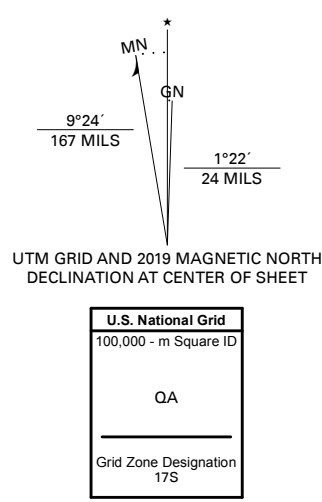 MN
GN
9°24´
167 MILS
1°22´
24 MILS
UTM GRID AND 2019 MAGNETIC NORTH
DECLINATION AT CENTER OF SHEET
U.S. National Grid
100,000 - m Square ID
QA
Grid Zone Designation
17S